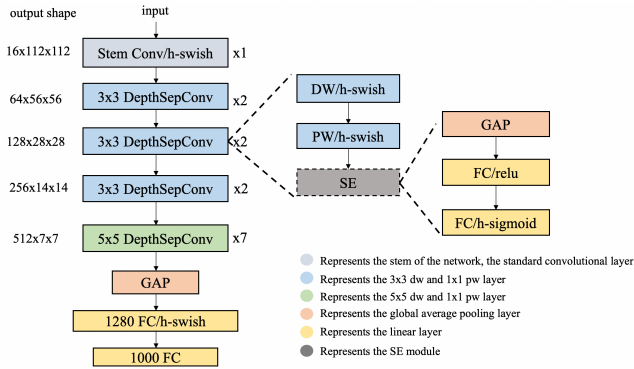 output shape
input
16x112x112
Stem Conv/h-swish
x1
64x56x56
3x3 DepthSepConv
x2
128x28x28
3x3 DepthSepConv
x2
256x14x14
3x3 DepthSepConv
x2
512x7x7
5x5 DepthSepConv
x7
GAP
1280 FC/h-swish
1000 FC
DW/h-swish
PW/h-swish
SE
GAP
FC/relu
FC/h-sigmoid
Represents the stem of the network, the standard convolutional layer
Represents the 3x3 dw and 1x1 pw layer
Represents the 5x5 dw and 1x1 pw layer
Represents the global average pooling layer
Represents the linear layer
Represents the SE module